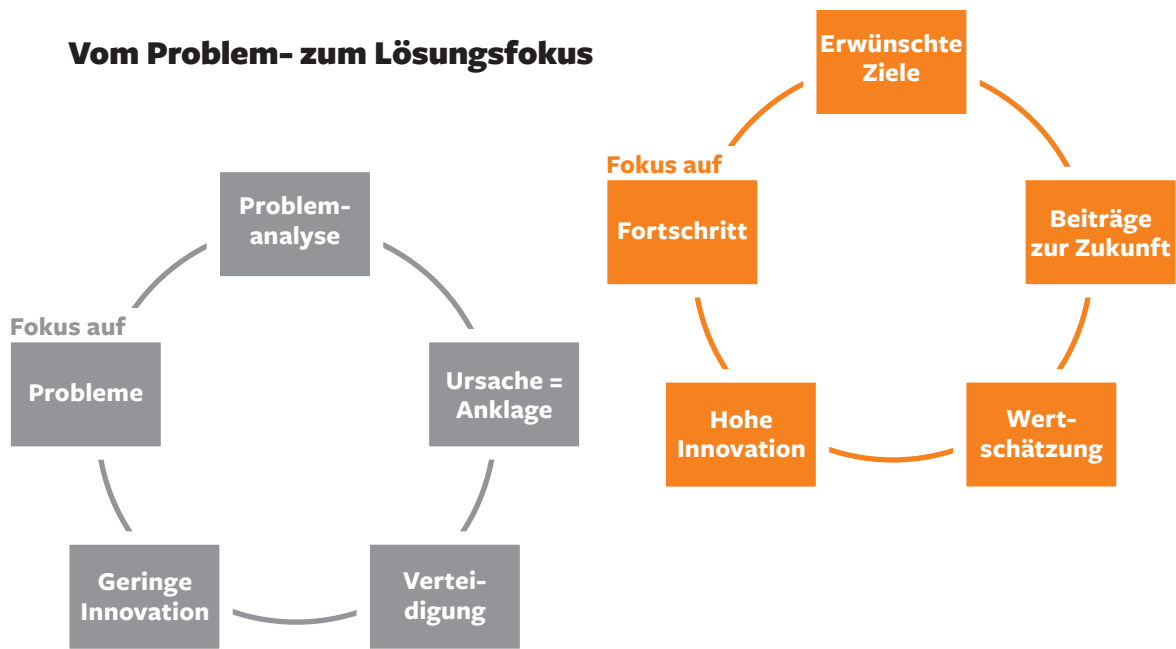 Vom Problem- zum Lösungsfokus
Fokus auf
Probleme
Problem-
analyse
Ursache =
Anklage
Vertei-
digung
Geringe
Innovation
Fokus auf
Fortschritt
Erwünschte
Ziele
Beiträge
zur Zukunft
Wert-
schätzung
Hohe
Innovation